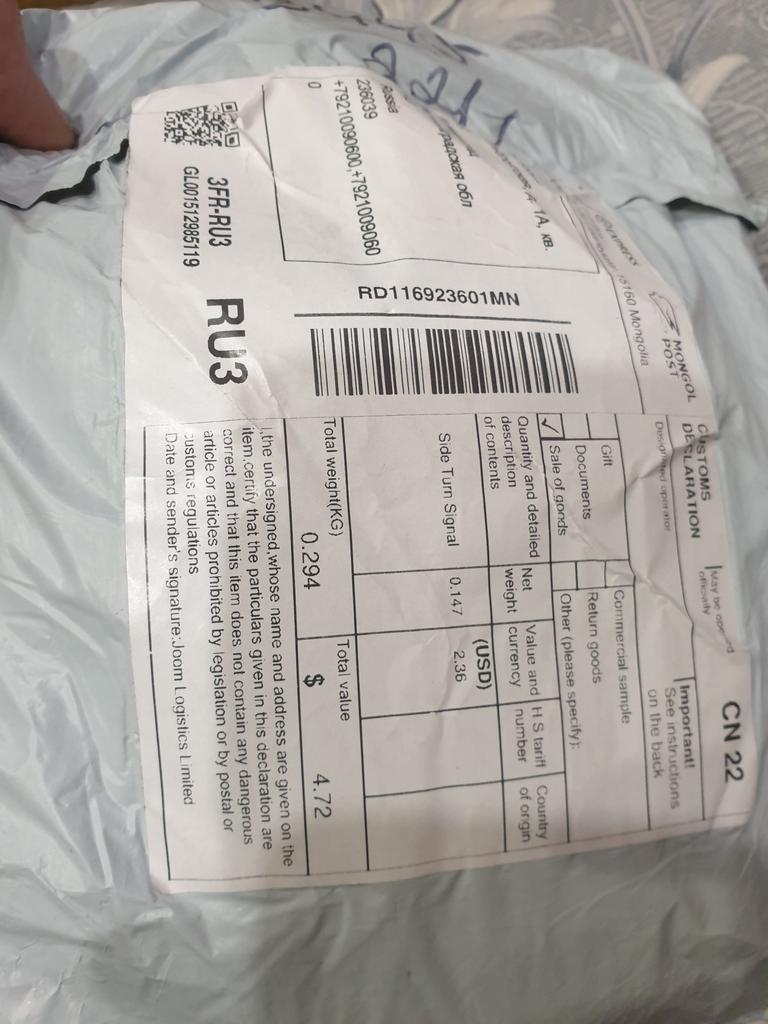 MONGOL
POST
15160 Mongolia
д. 1А, кв.
радская обл
236039
+79210090600,+7921009060
0
RD116923601MN
3FR-RU3
GL001512985119
RU3
CUSTOMS
DECLARATION
May be opened
officially
CN 22
Designated operator
Important!
See instructions
on the back
Gift
Commercial sample
Documents
Return goods
✓ Sale of goods
Other (please specify):
Quantity and detailed
description
of contents
Net
weight
Value and
currency
(USD)
H S tariff
number
Country
of origin
Side Turn Signal 0.147 2.36
Total weight(KG)
0.294
Total value
$ 4.72
I,the undersigned,whose name and address are given on the
item,certify that the particulars given in this declaration are
correct and that this item does not contain any dangerous
article or articles prohibited by legislation or by postal or
customs regulations
Date and sender's signature:Joom Logistics Limited